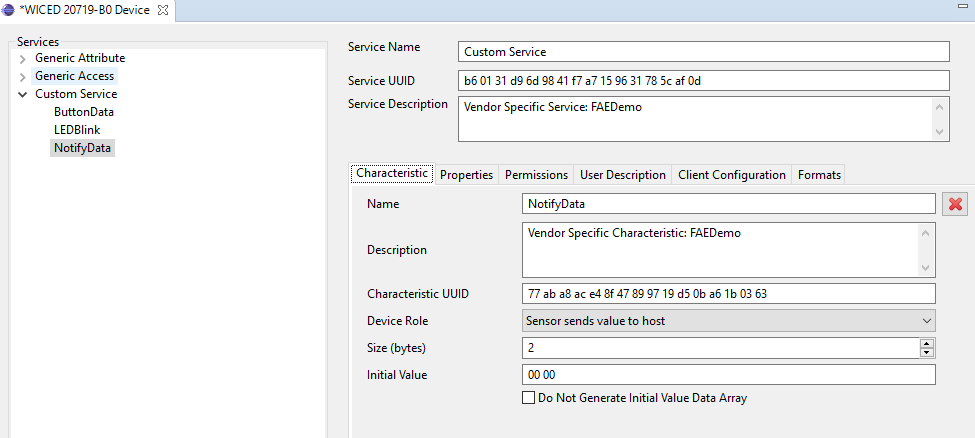 *WICED 20719-B0 Device
Services
Generic Attribute
Generic Access
Custom Service
ButtonData
LEDBlink
NotifyData
Service Name
Custom Service
Service UUID
b6 01 31 d9 6d 98 41 f7 a7 15 96 31 78 5c af 0d
Service Description
Vendor Specific Service: FAEDemo
Characteristic Properties Permissions User Description Client Configuration Formats
Name
NotifyData
Description
Vendor Specific Characteristic: FAEDemo
Characteristic UUID
77 ab a8 ac e4 8f 47 89 97 19 d5 0b a6 1b 03 63
Device Role
Sensor sends value to host
Size (bytes)
2
Initial Value
00 00
Do Not Generate Initial Value Data Array